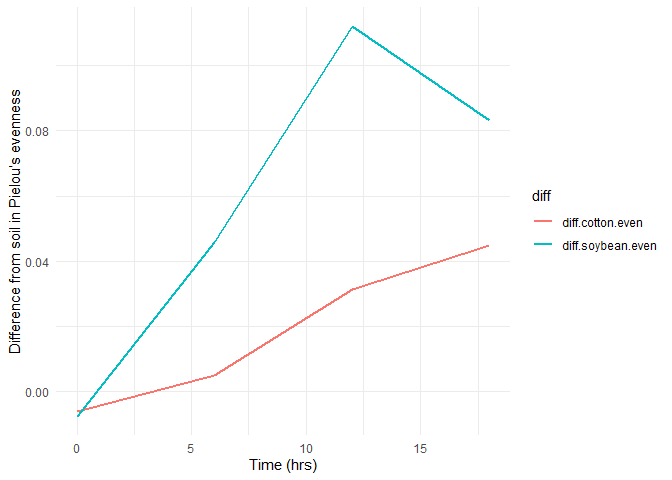 Difference from soil in Pielou's evenness
0.08
0.04
0.00
0
5
10
15
Time (hrs)
diff
diff.cotton.even
diff.soybean.even